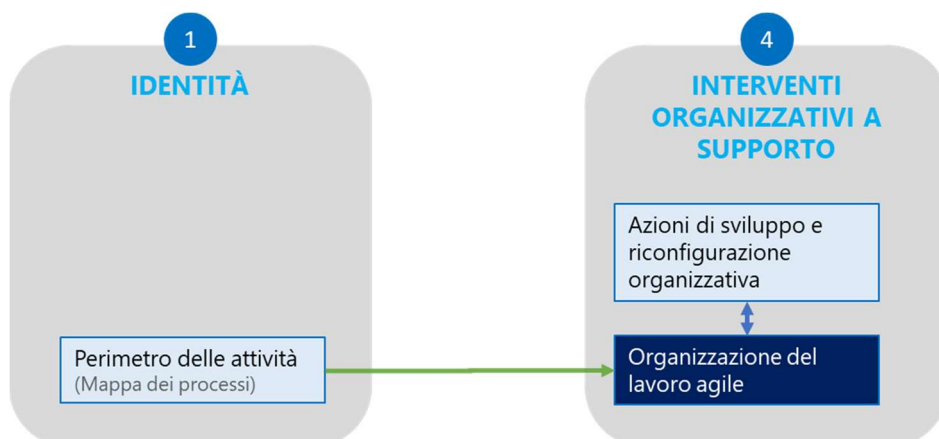 1
IDENTITÀ
Perimetro delle attività
(Mappa dei processi)
4
INTERVENTI
ORGANIZZATIVI A
SUPPORTO
Azioni di sviluppo e
riconfigurazione
organizzativa
Organizzazione del
lavoro agile